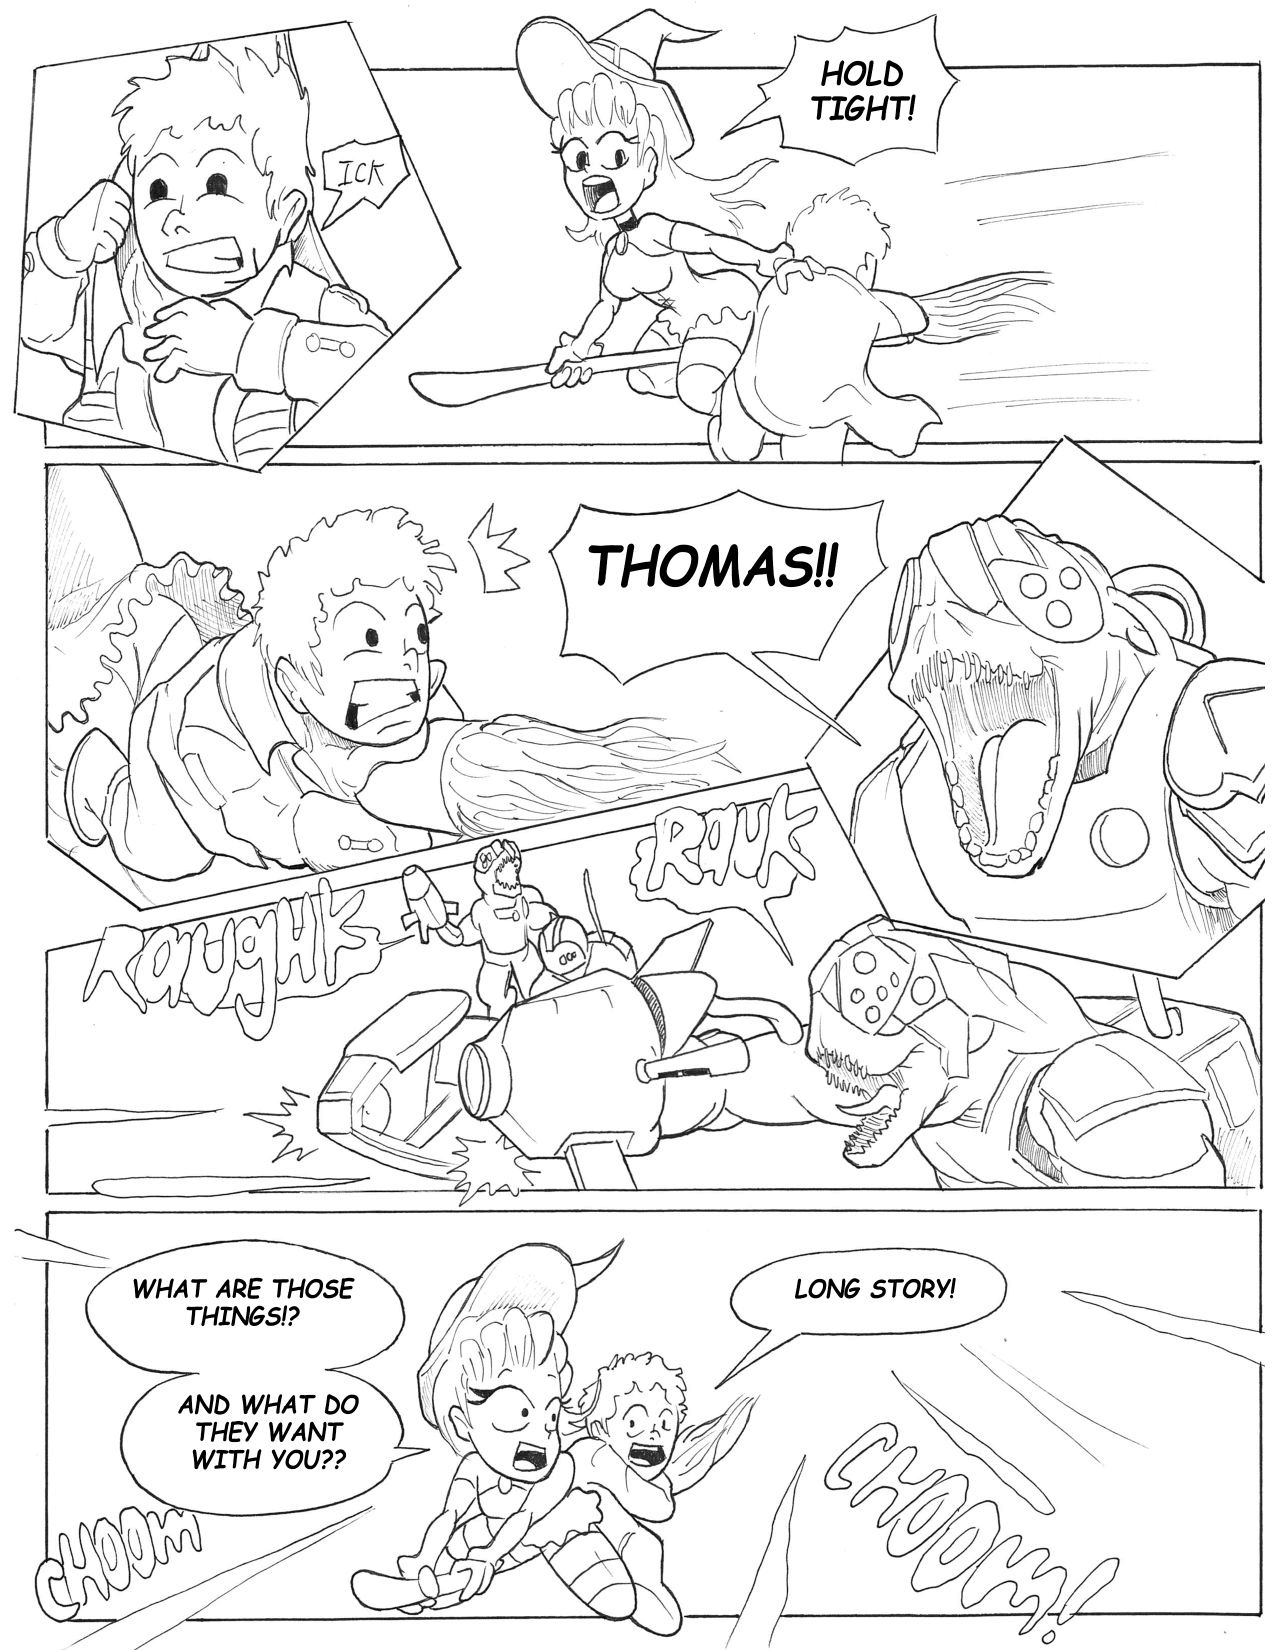 ICK
HOLD
TIGHT!
THOMAS!!
RAUK
RAUGHK
WHAT ARE THOSE
THINGS!?
AND WHAT DO
THEY WANT
WITH YOU??
LONG STORY!
CHOOM
CHOOM!